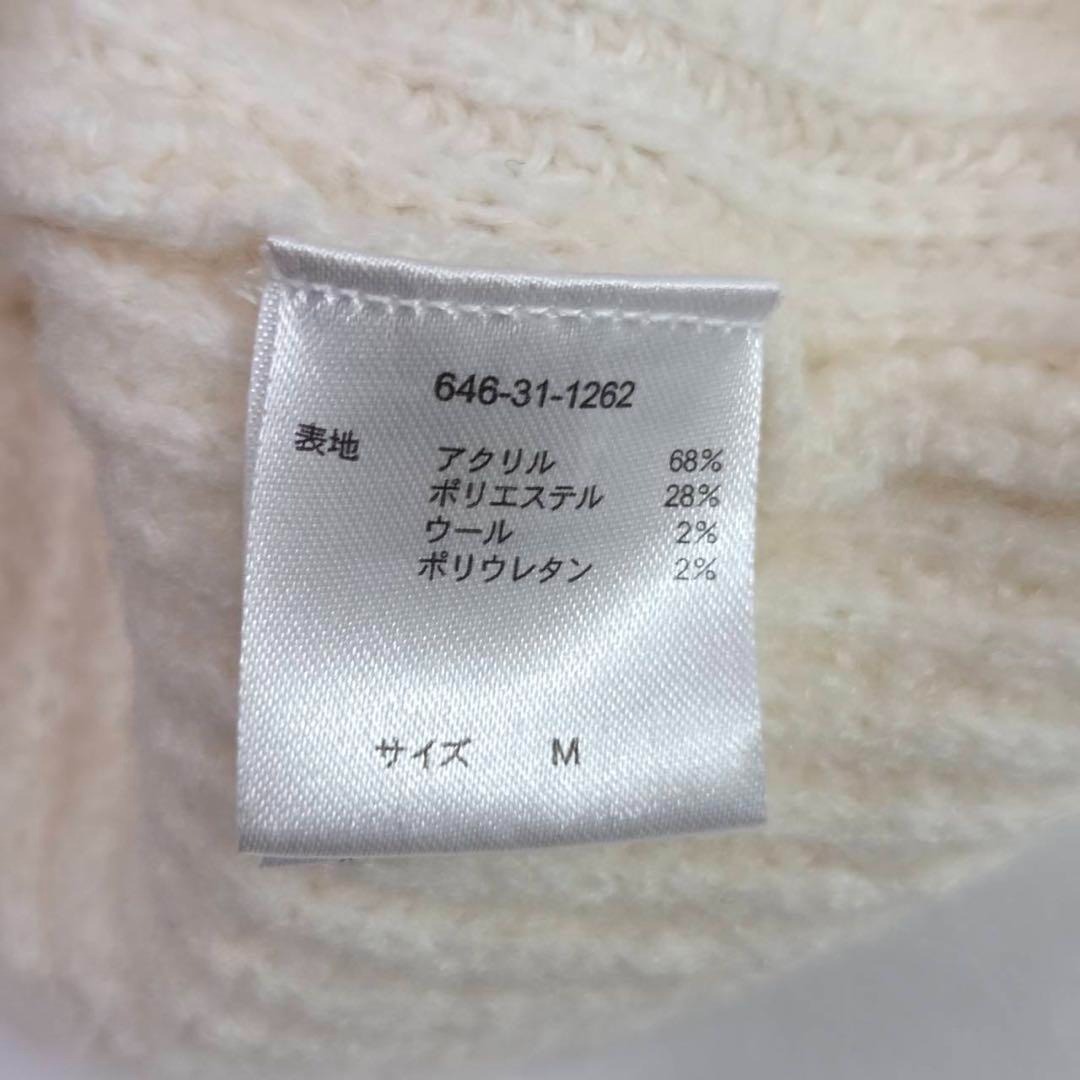 646-31-1262
表地 アクリル 68%
ポリエステル 28%
ウール 2%
ポリウレタン 2%
サイズ M